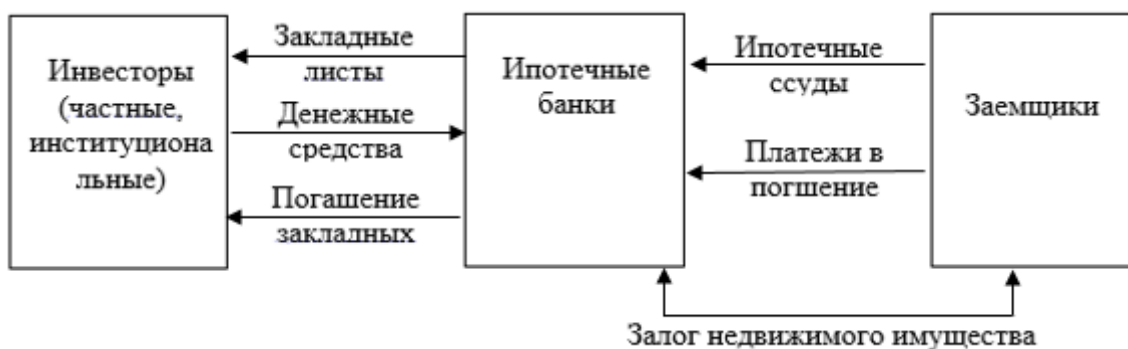 Инвесторы
(частные,
институциона
льные)
Закладные
листы
Денежные
средства
Погашение
закладных
Ипотечные
банки
Ипотечные
ссуды
Платежи в
погшение
Заемщики
Залог недвижимого имущества